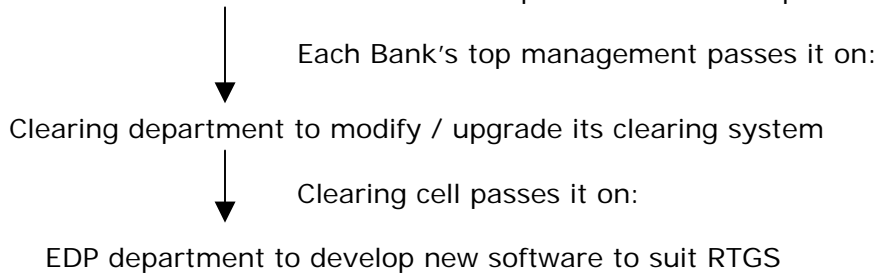 Each Bank’s top management passes it on:
Clearing department to modify / upgrade its clearing system
Clearing cell passes it on:
EDP department to develop new software to suit RTGS